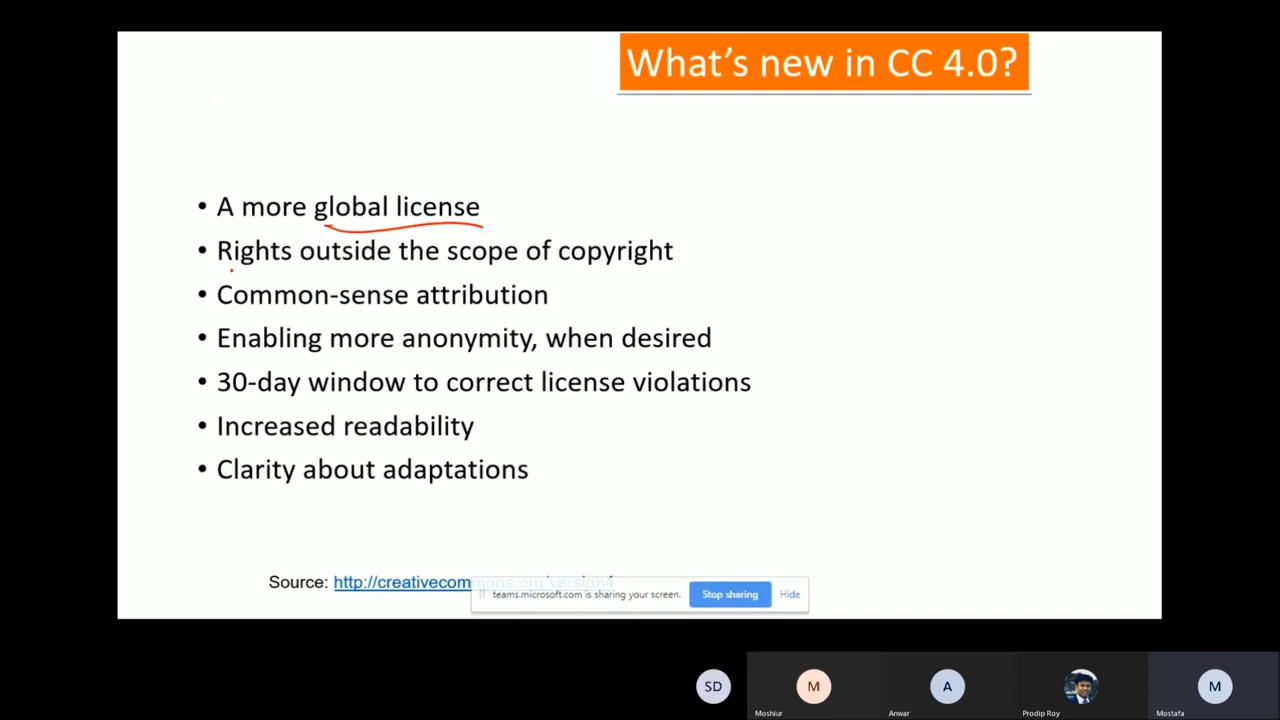 What's new in CC 4.0?
• A more global license
• Rights outside the scope of copyright
• Common-sense attribution
• Enabling more anonymity, when desired
• 30-day window to correct license violations
• Increased readability
• Clarity about adaptations
Source: http://creativecommons.org/version4
teams.microsoft.com is sharing your screen. Stop sharing Hide
SD M A M
Moshiur Anwar Prodip Roy Mostafa